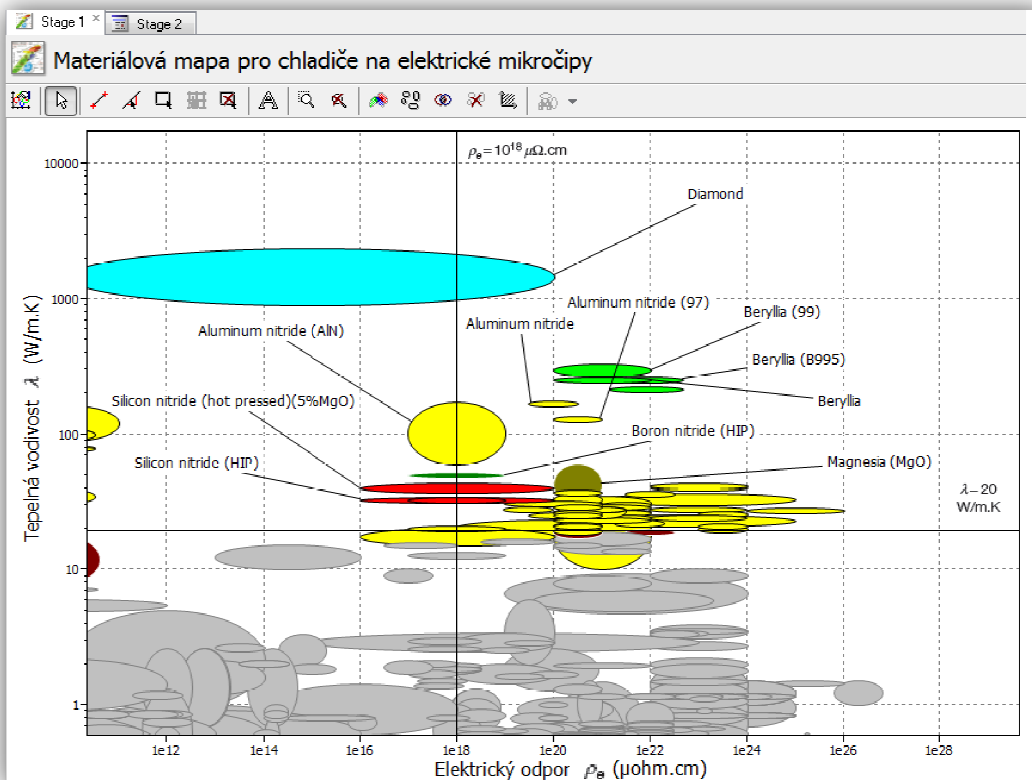 Stage 1
Stage 2
Materiálová mapa pro chladiče na elektrické mikročipy
ρe=10¹⁸ μΩ.cm
10000
Diamond
1000
Aluminum nitride (97)
Beryllia (99)
Aluminum nitride
Aluminum nitride (AlN)
Beryllia (B995)
Silicon nitride (hot pressed)(5%MgO)
Beryllia
100
Boron nitride (HIP)
Silicon nitride (HIP)
Magnesia (MgO)
λ-20
W/m.K
10
1
Tepelná vodivost λ (W/m.K)
1e12
1e14
1e16
1e18
1e20
1e22
1e24
1e26
1e28
Elektrický odpor ρe (μohm.cm)